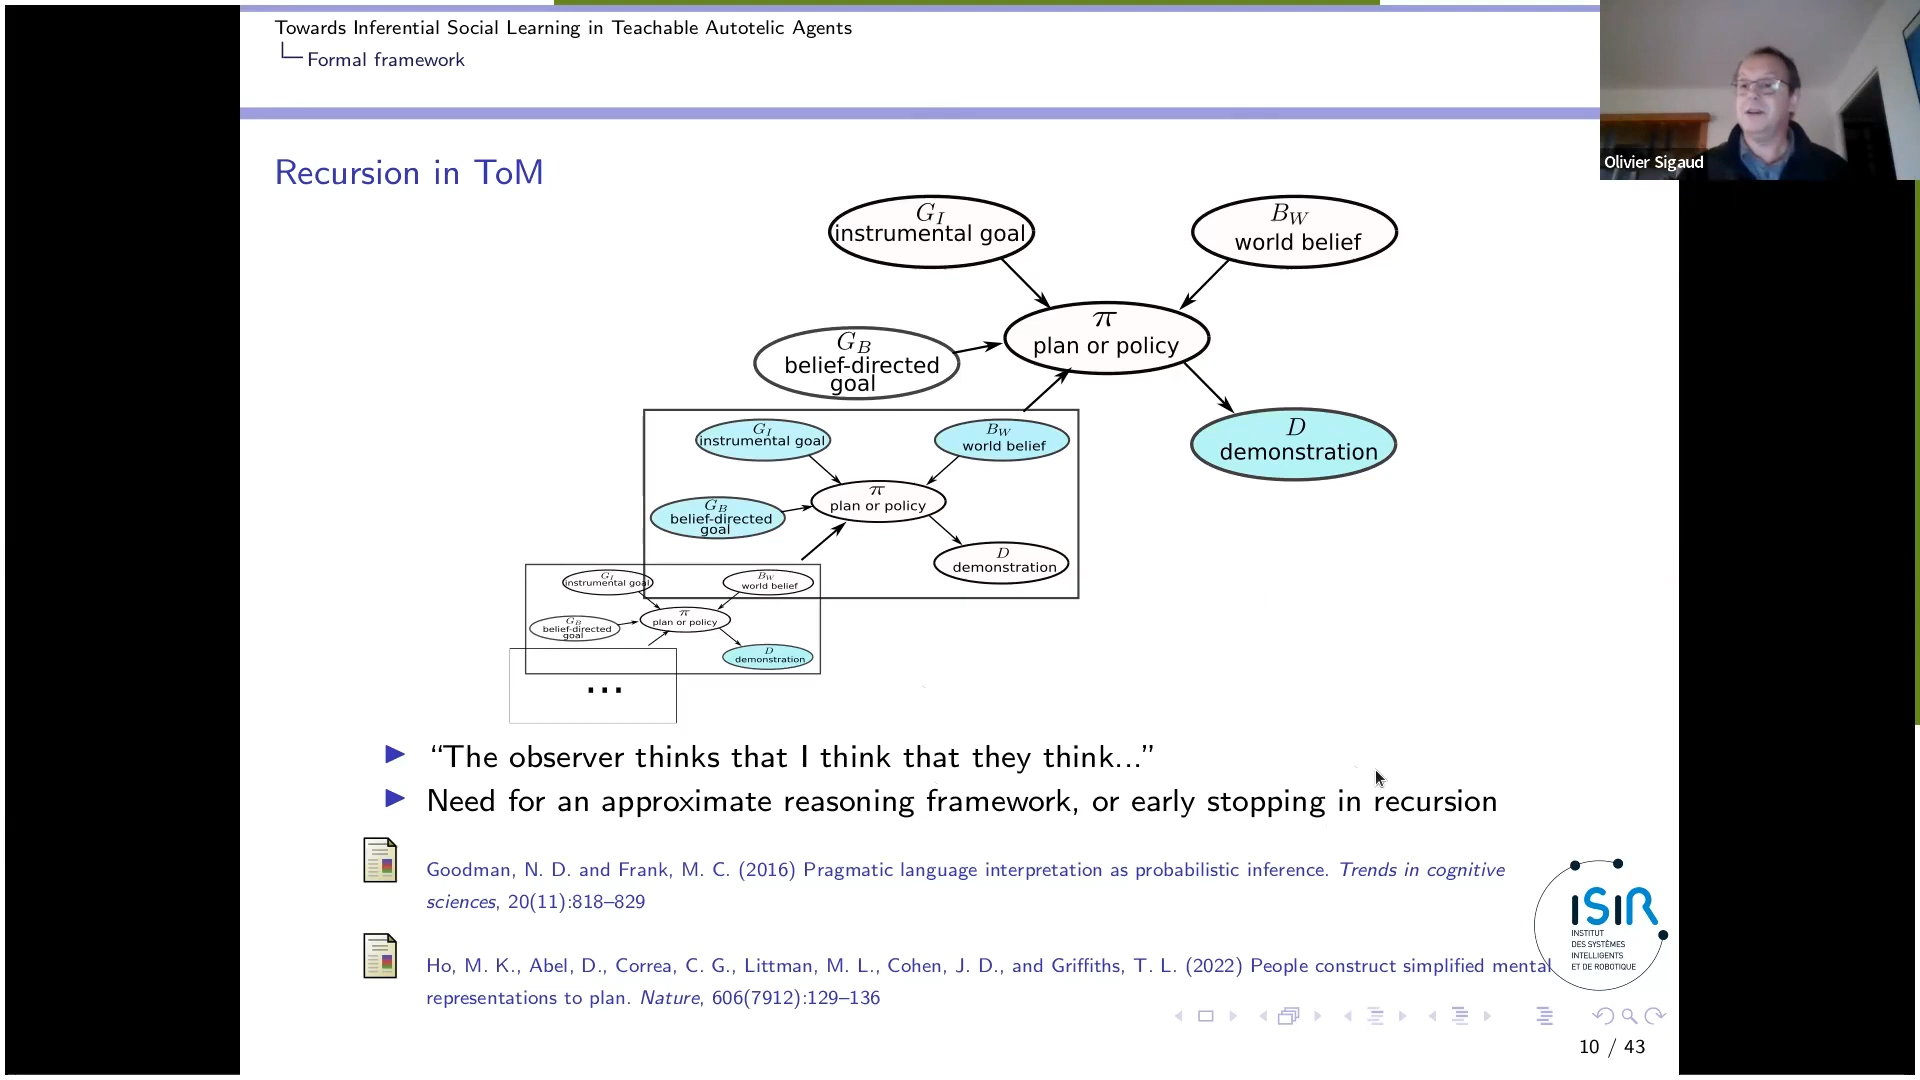 Towards Inferential Social Learning in Teachable Autotelic Agents
Formal framework
Olivier Sigaud
Recursion in ToM
G_I
instrumental goal
B_W
world belief
π
plan or policy
G_B
belief-directed
goal
D
demonstration
G_I
instrumental goal
B_W
world belief
π
plan or policy
G_B
belief-directed
goal
D
demonstration
G_I
instrumental goal
B_W
world belief
π
plan or policy
G_B
belief-directed
goal
D
demonstration
...
“The observer thinks that I think that they think...”
Need for an approximate reasoning framework, or early stopping in recursion
Goodman, N. D. and Frank, M. C. (2016) Pragmatic language interpretation as probabilistic inference. Trends in cognitive
sciences, 20(11):818–829
Ho, M. K., Abel, D., Correa, C. G., Littman, M. L., Cohen, J. D., and Griffiths, T. L. (2022) People construct simplified mental
representations to plan. Nature, 606(7912):129–136
ISIR
INSTITUT
DES SYSTÈMES
INTELLIGENTS
ET DE ROBOTIQUE
10 / 43